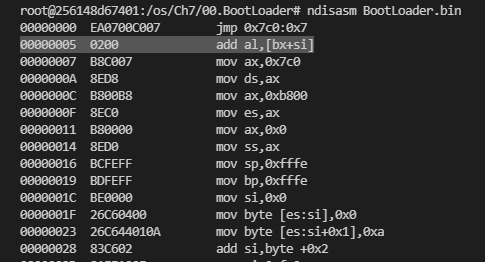 root@256148d67401:/os/Ch7/00.BootLoader# ndisasm BootLoader.bin
00000000 EA0700C007 jmp 0x7c0:0x7
00000005 0200 add al,[bx+si]
00000007 B8C007 mov ax,0x7c0
0000000A 8ED8 mov ds,ax
0000000C B800B8 mov ax,0xb800
0000000F 8EC0 mov es,ax
00000011 B80000 mov ax,0x0
00000014 8ED0 mov ss,ax
00000016 BCFEFF mov sp,0xfffe
00000019 BDFEFF mov bp,0xfffe
0000001C BE0000 mov si,0x0
0000001F 26C60400 mov byte [es:si],0x0
00000023 26C644010A mov byte [es:si+0x1],0xa
00000028 83C602 add si,byte +0x2